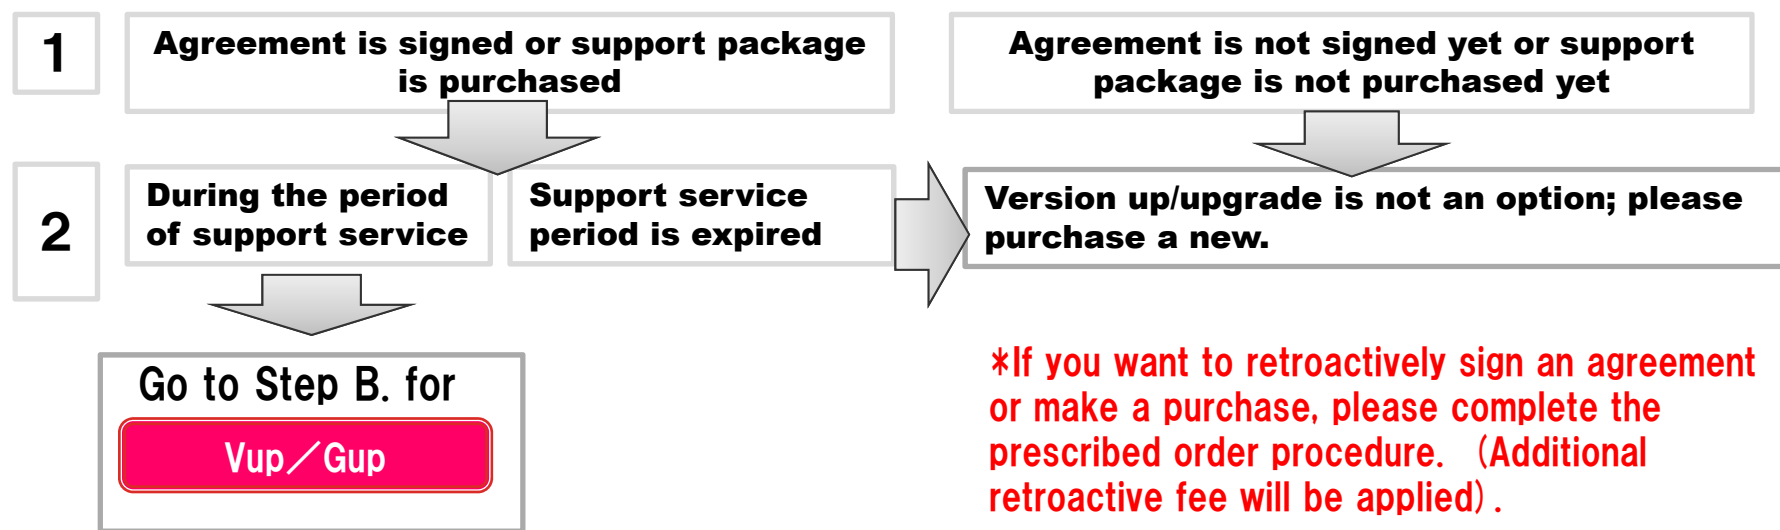 1
Agreement is signed or support package
is purchased
Agreement is not signed yet or support
package is not purchased yet
2
During the period
of support service
Support service
period is expired
Version up/upgrade is not an option; please
purchase a new.
Go to Step B. for
Vup／Gup
*If you want to retroactively sign an agreement
or make a purchase, please complete the
prescribed order procedure. （Additional
retroactive fee will be applied）.